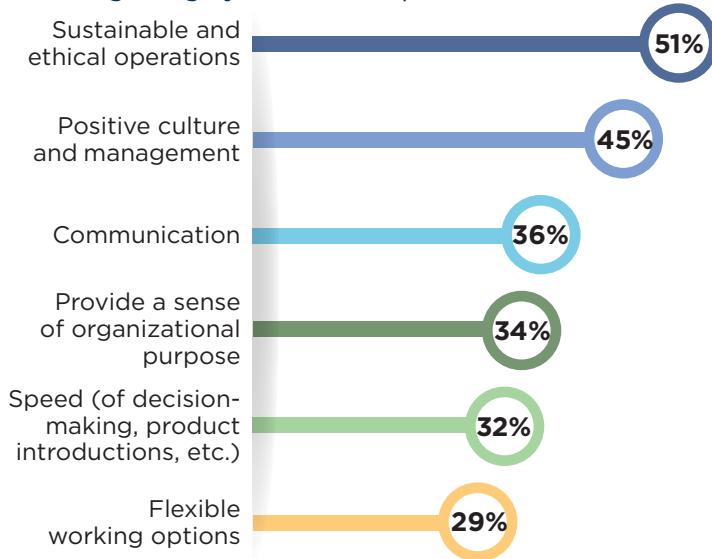 Sustainable and
ethical operations
51%
Positive culture
and management
45%
Communication
36%
Provide a sense
of organizational
purpose
34%
Speed (of decision-
making, product
introductions, etc.)
32%
Flexible
working options
29%